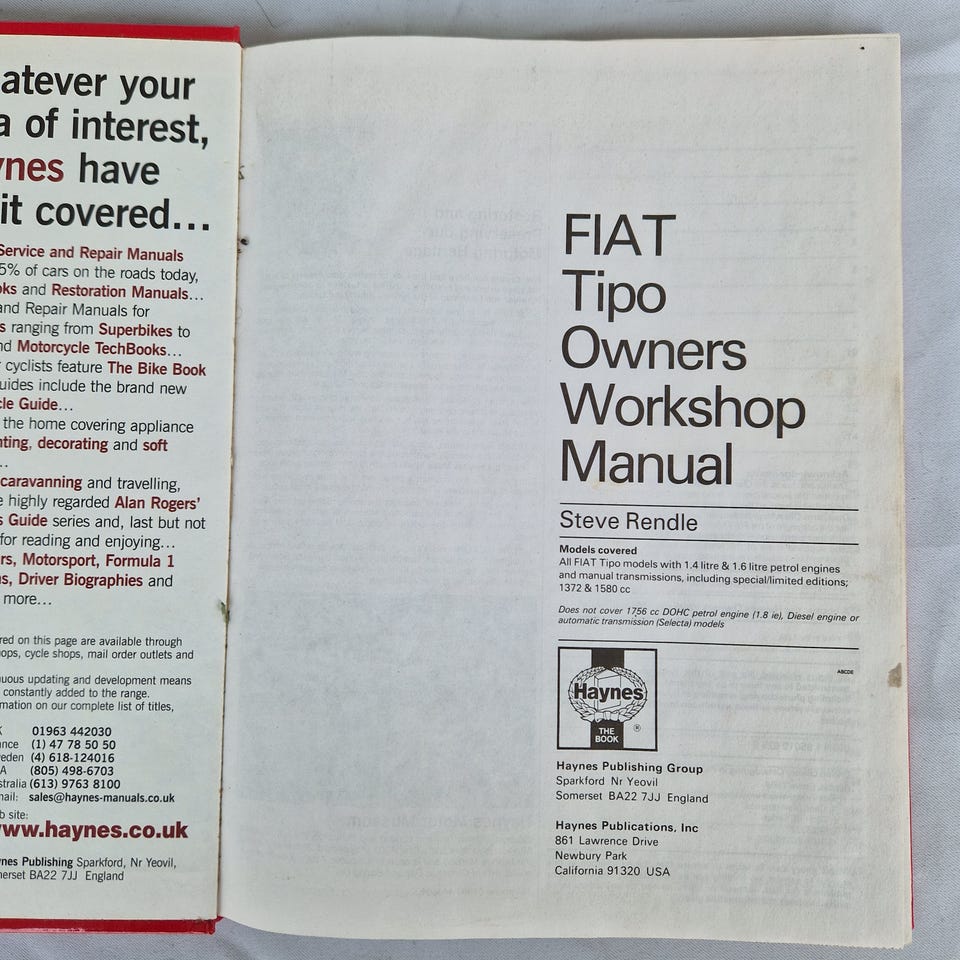 atever your
a of interest,
ynes have
it covered...
Service and Repair Manuals
5% of cars on the roads today,
oks and Restoration Manuals...
and Repair Manuals for
s ranging from Superbikes to
nd Motorcycle TechBooks...
r cyclists feature The Bike Book
uides include the brand new
cle Guide...
the home covering appliance
nting, decorating and soft
..
caravanning and travelling,
e highly regarded Alan Rogers'
s Guide series and, last but not
for reading and enjoying...
rs, Motorsport, Formula 1
ns, Driver Biographies and
more...
red on this page are available through
ops, cycle shops, mail order outlets and
nuous updating and development means
constantly added to the range.
mation on our complete list of titles,
K 01963 442030
ance (1) 47 78 50 50
eden (4) 618-124016
A (805) 498-6703
stralia (613) 9763 8100
mail: sales@haynes-manuals.co.uk
b site:
www.haynes.co.uk
ynes Publishing Sparkford, Nr Yeovil,
merset BA22 7JJ England
FIAT
Tipo
Owners
Workshop
Manual
Steve Rendle
Models covered
All FIAT Tipo models with 1.4 litre & 1.6 litre petrol engines
and manual transmissions, including special/limited editions;
1372 & 1580 cc
Does not cover 1756 cc DOHC petrol engine (1.8 ie), Diesel engine or
automatic transmission (Selecta) models
ABCDE
Haynes
THE
BOOK
®
Haynes Publishing Group
Sparkford Nr Yeovil
Somerset BA22 7JJ England
Haynes Publications, Inc
861 Lawrence Drive
Newbury Park
California 91320 USA